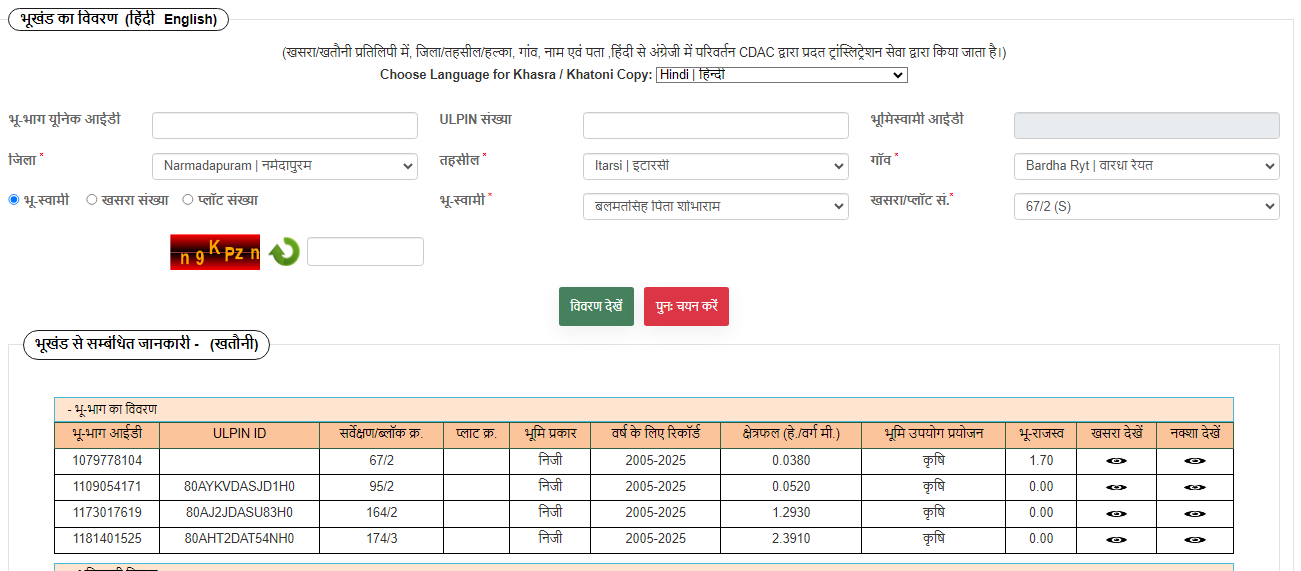 भूखंड का विवरण (हिंदी English)
(खसरा/खतौनी प्रतिलिपी में, जिला/तहसील/हल्का, गांव, नाम एवं पता ,हिंदी से अंग्रेजी में परिवर्तन CDAC द्वारा प्रदत ट्रांस्लिट्रेशन सेवा द्वारा किया जाता है।)
Choose Language for Khasra / Khatoni Copy: Hindi | हिन्दी
भू-भाग यूनिक आईडी ULPIN संख्या भूमिस्वामी आईडी
जिला * Narmadapuram | नर्मदापुरम तहसील * Itarsi | इटारसी गाँव * Bardha Ryt | वारधा रैयत
भू-स्वामी खसरा संख्या प्लॉट संख्या भू-स्वामी * बलमतसिंह पिता शोभाराम खसरा/प्लॉट सं.* 67/2 (S)
n 9 K Pz n
विवरण देखें पुनः चयन करें
भूखंड से सम्बंधित जानकारी - (खतौनी)
- भू-भाग का विवरण
भू-भाग आईडी ULPIN ID सर्वेक्षण/ब्लॉक क्र. प्लाट क्र. भूमि प्रकार वर्ष के लिए रिकॉर्ड क्षेत्रफल (हे./वर्ग मी.) भूमि उपयोग प्रयोजन भू-राजस्व खसरा देखें नक्शा देखें
1079778104 67/2 निजी 2005-2025 0.0380 कृषि 1.70
1109054171 80AYKVDASJD1H0 95/2 निजी 2005-2025 0.0520 कृषि 0.00
1173017619 80AJ2JDASU83H0 164/2 निजी 2005-2025 1.2930 कृषि 0.00
1181401525 80AHT2DAT54NH0 174/3 निजी 2005-2025 2.3910 कृषि 0.00